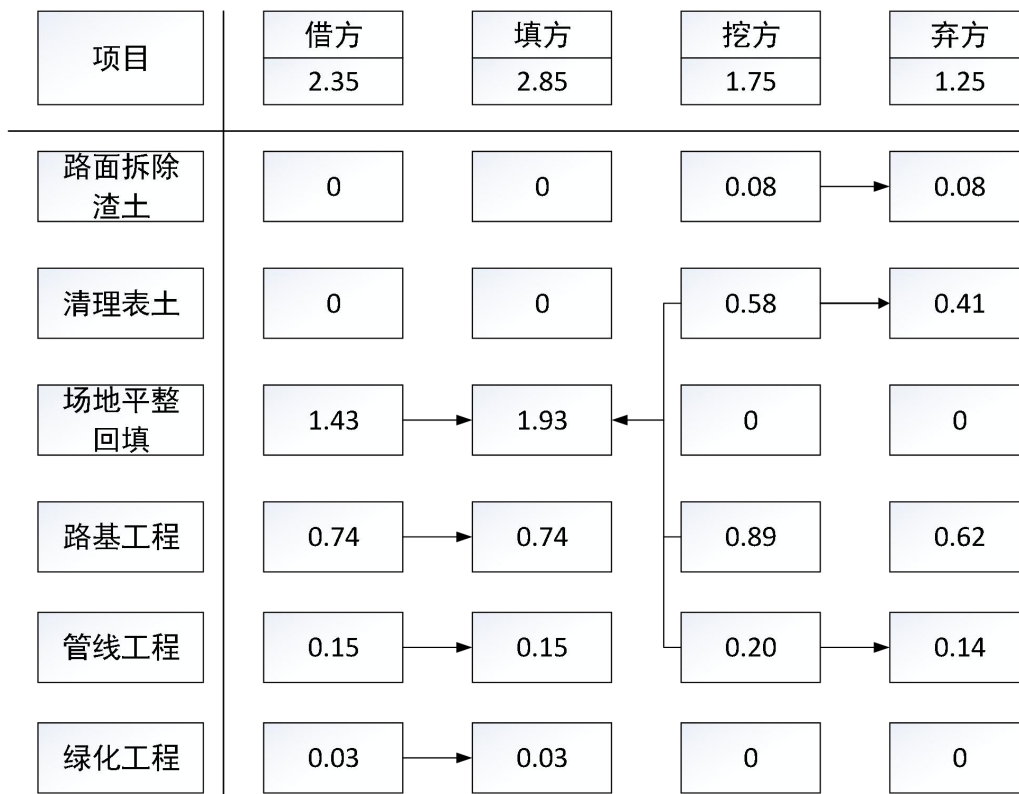 项目
借方
填方
挖方
弃方
2.35
2.85
1.75
1.25
路面拆除
渣土
0
0
0.08
0.08
清理表土
0
0
0.58
0.41
场地平整
回填
1.43
1.93
0
0
路基工程
0.74
0.74
0.89
0.62
管线工程
0.15
0.15
0.20
0.14
绿化工程
0.03
0.03
0
0